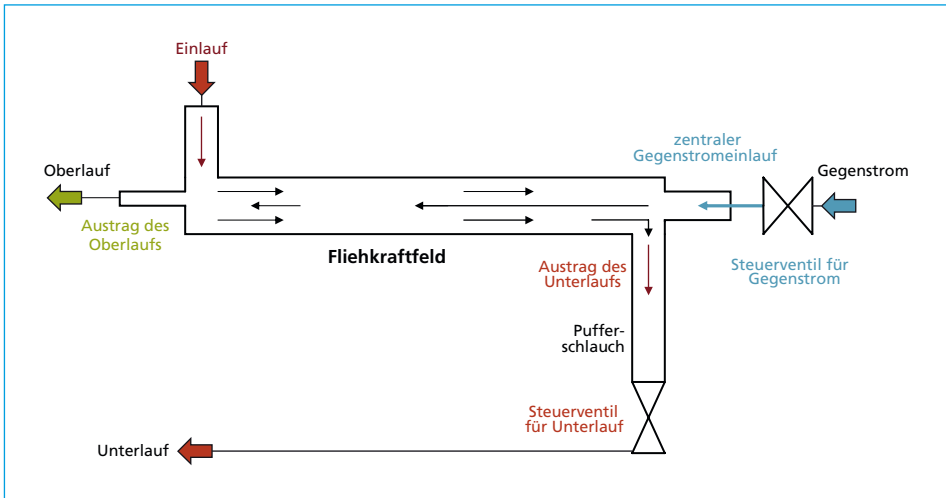 Einlauf
zentraler
Gegenstromeinlauf
Oberlauf
Gegenstrom
Austrag des
Oberlaufs
Fliehkraftfeld
Austrag des
Unterlaufs
Steuerventil für
Gegenstrom
Puffer-
schlauch
Steuerventil
für Unterlauf
Unterlauf